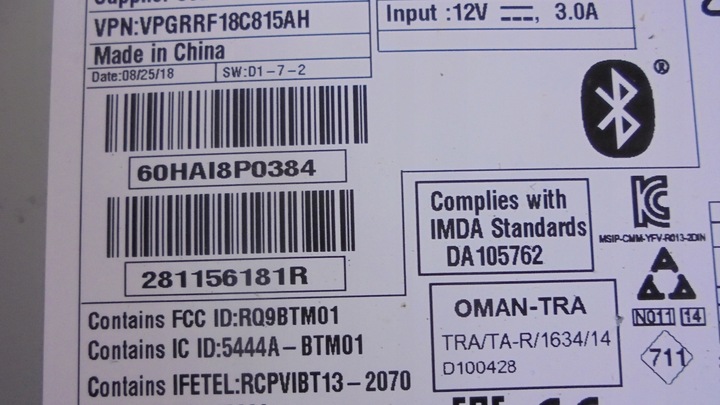 VPN:VPGRRF18C815AH
Made in China
Date:08/25/18 SW:D1-7-2
Input :12V 3.0A
®
60HAI8P0384
281156181R
Complies with
IMDA Standards
DA105762
MSIP-CMM-YFV-R013-2DIN
OMAN-TRA
TRA/TA-R/1634/14
D100428
N011 14
711
Contains FCC ID:RQ9BTM01
Contains IC ID:5444A-BTM01
Contains IFETEL:RCPVIBT13-2070